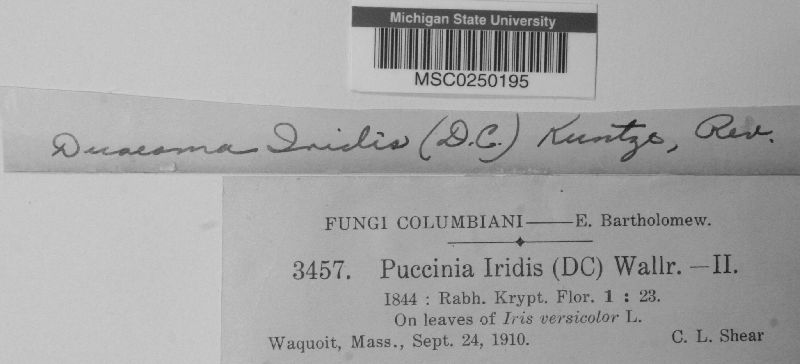 Michigan State University
MSC0250195
Iridis (D.C.) Kuntze, Rev.
FUNGI COLUMBIANI—E. Bartholomew.
3457. Puccinia Iridis (DC) Wallr. —II.
1844 : Rabh. Krypt. Flor. 1 : 23.
On leaves of Iris versicolor L.
Waquoit, Mass., Sept. 24, 1910. C. L. Shear